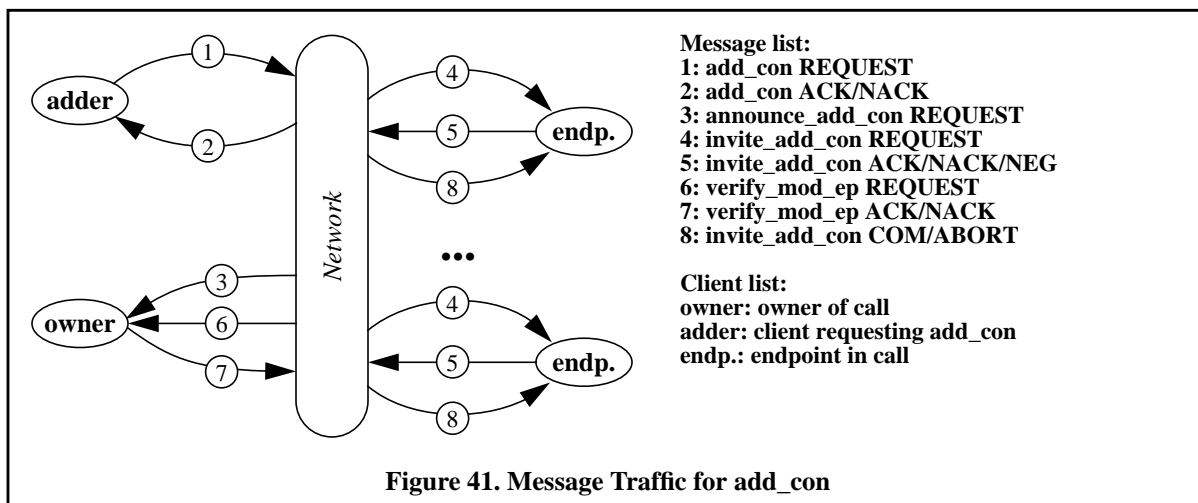 1
adder
2
Network
3
owner
6
7
4
endp.
5
8
...
4
endp.
5
8
Message list:
1: add_con REQUEST
2: add_con ACK/NACK
3: announce_add_con REQUEST
4: invite_add_con REQUEST
5: invite_add_con ACK/NACK/NEG
6: verify_mod_ep REQUEST
7: verify_mod_ep ACK/NACK
8: invite_add_con COM/ABORT
Client list:
owner: owner of call
adder: client requesting add_con
endp.: endpoint in call
Figure 41. Message Traffic for add_con